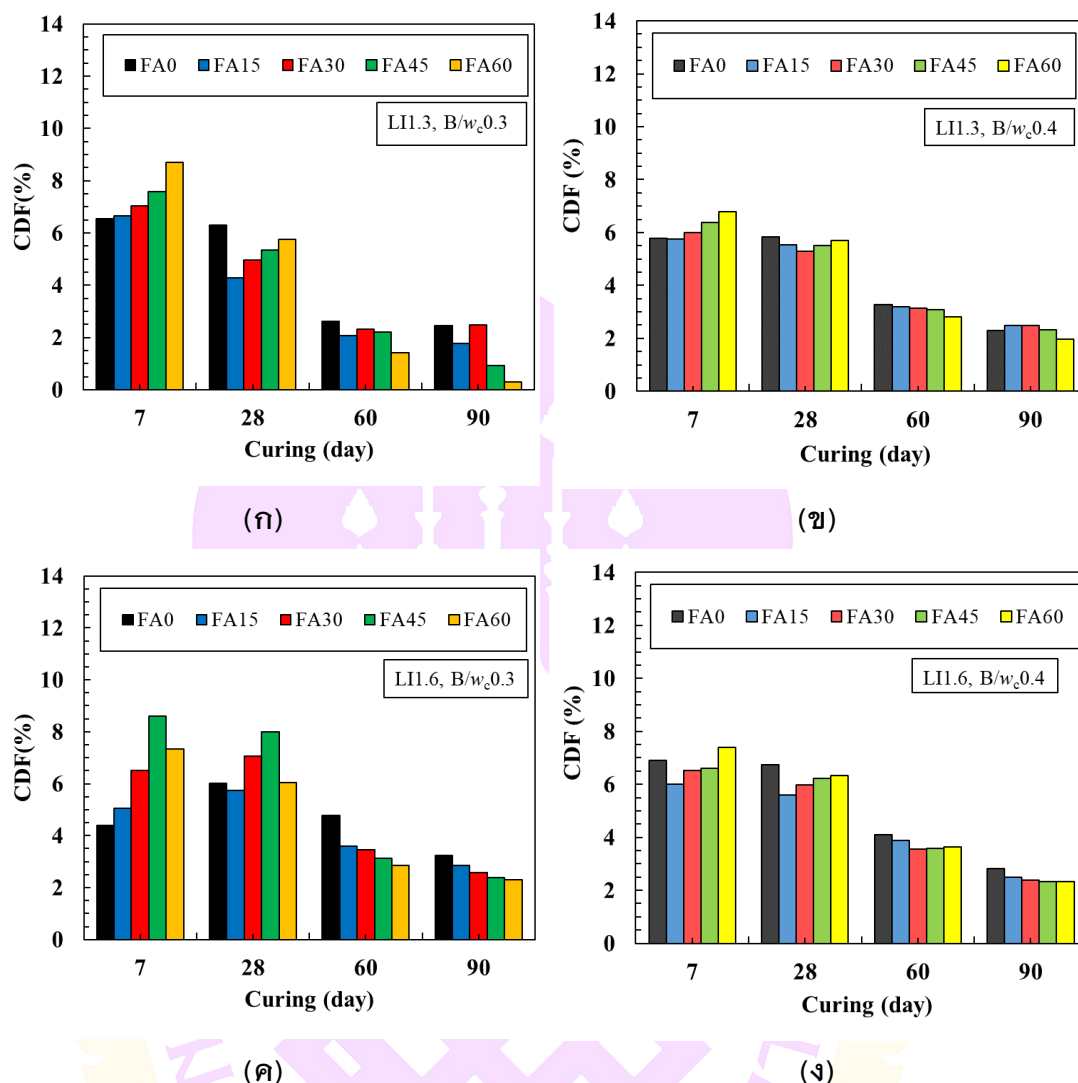 14
12
10
8
6
4
2
0
CDF(%)
FA0 FA15 FA30 FA45 FA60
LI1.3, B/w_c0.3
7 28 60 90
Curing (day)
(ก)
14
12
10
8
6
4
2
0
CDF (%)
FA0 FA15 FA30 FA45 FA60
LI1.3, B/w_c0.4
7 28 60 90
Curing (day)
(ข)
14
12
10
8
6
4
2
0
CDF(%)
FA0 FA15 FA30 FA45 FA60
LI1.6, B/w_c0.3
7 28 60 90
Curing (day)
(ค)
14
12
10
8
6
4
2
0
CDF (%)
FA0 FA15 FA30 FA45 FA60
LI1.6, B/w_c0.4
7 28 60 90
Curing (day)
(ง)